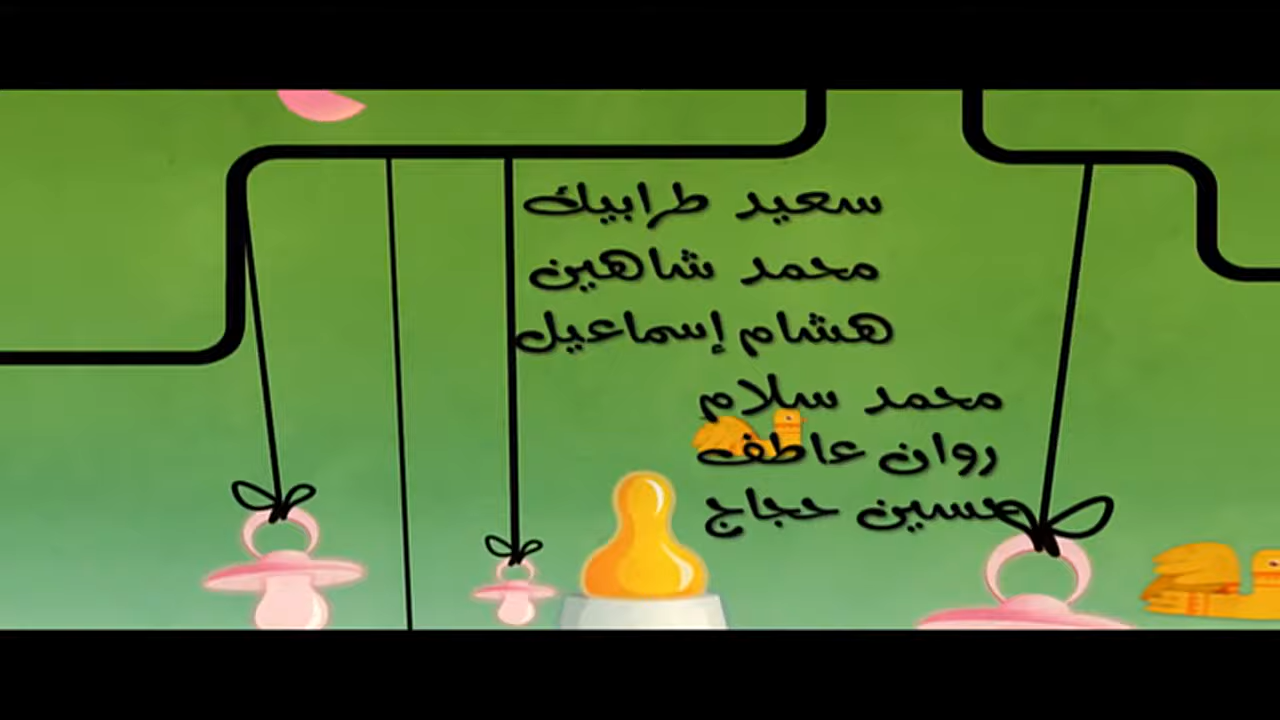 سعيد طرابيك
محمد شاهين
هشام إسماعيل
محمد سلام
روان عاطف
حسين حجاج